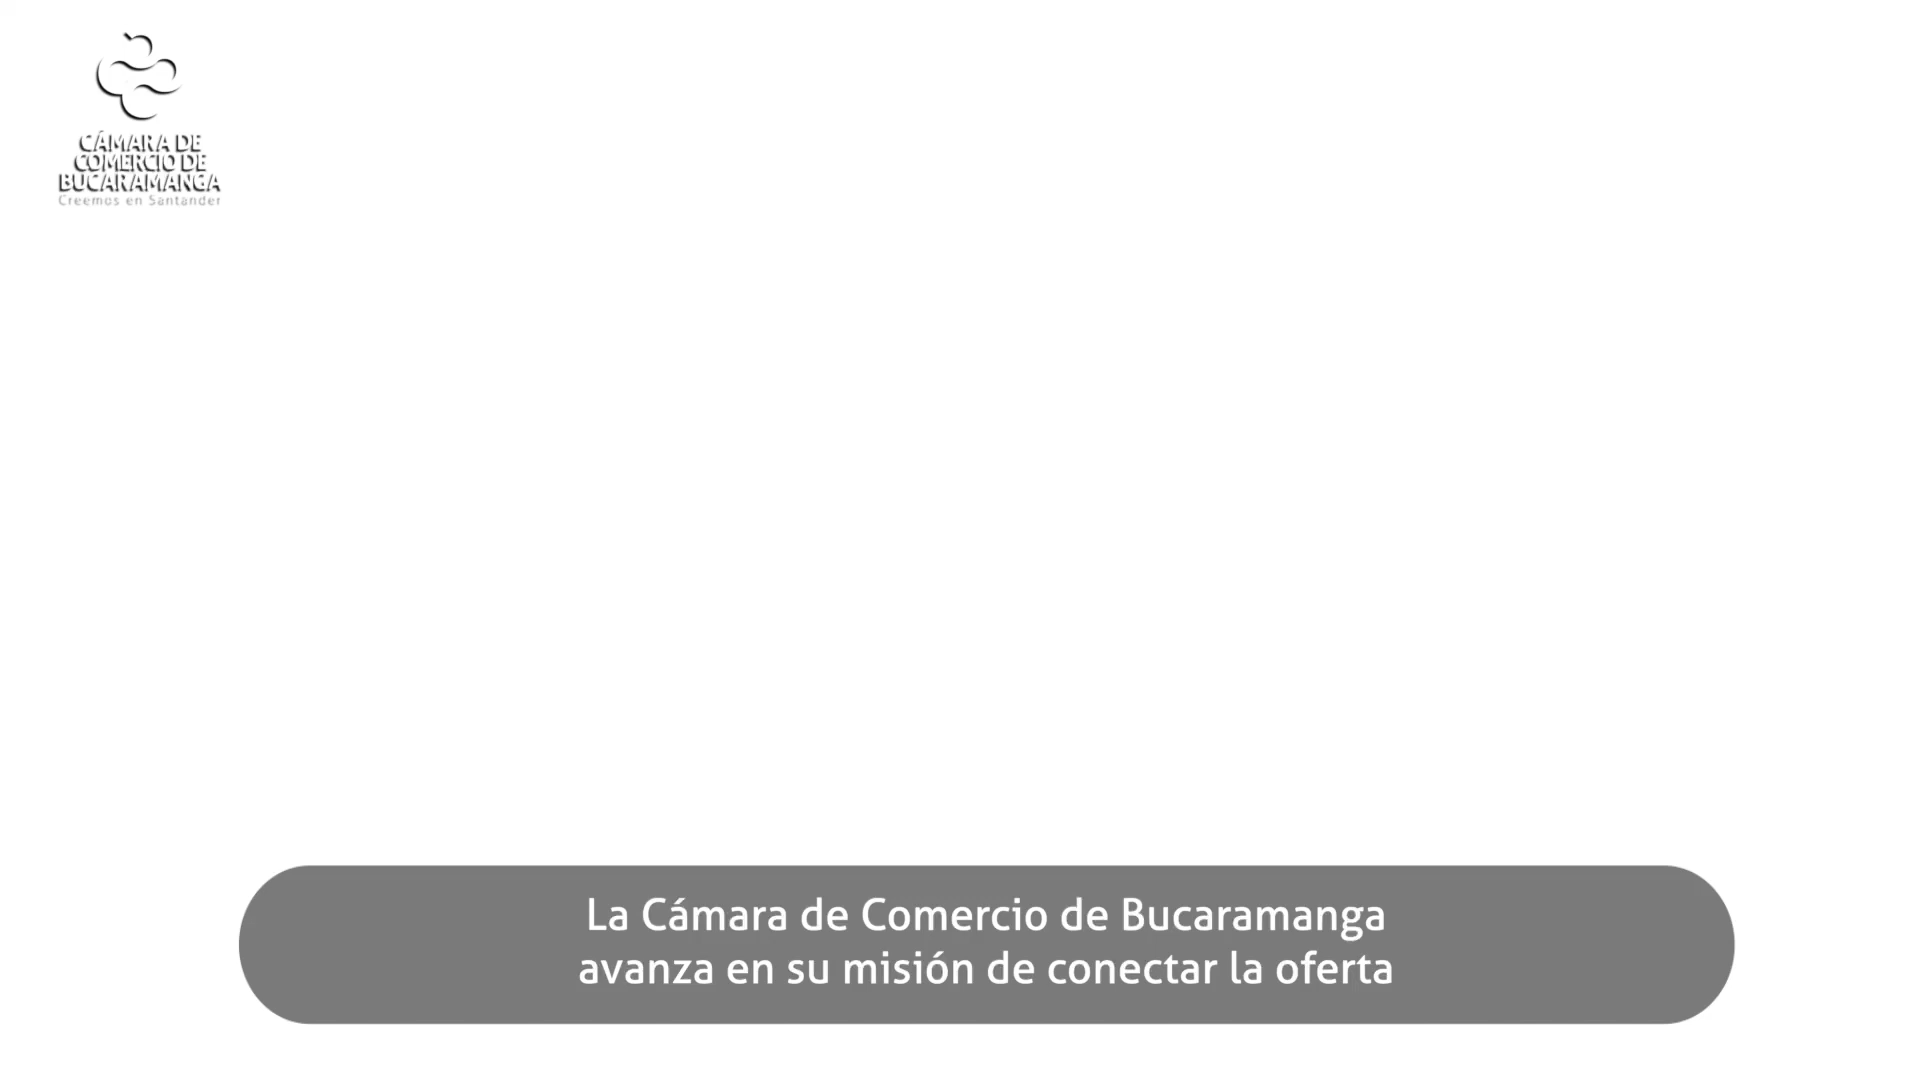 CÁMARA DE
COMERCIO DE
BUCARAMANGA
Creemos en Santander
La Cámara de Comercio de Bucaramanga
avanza en su misión de conectar la oferta